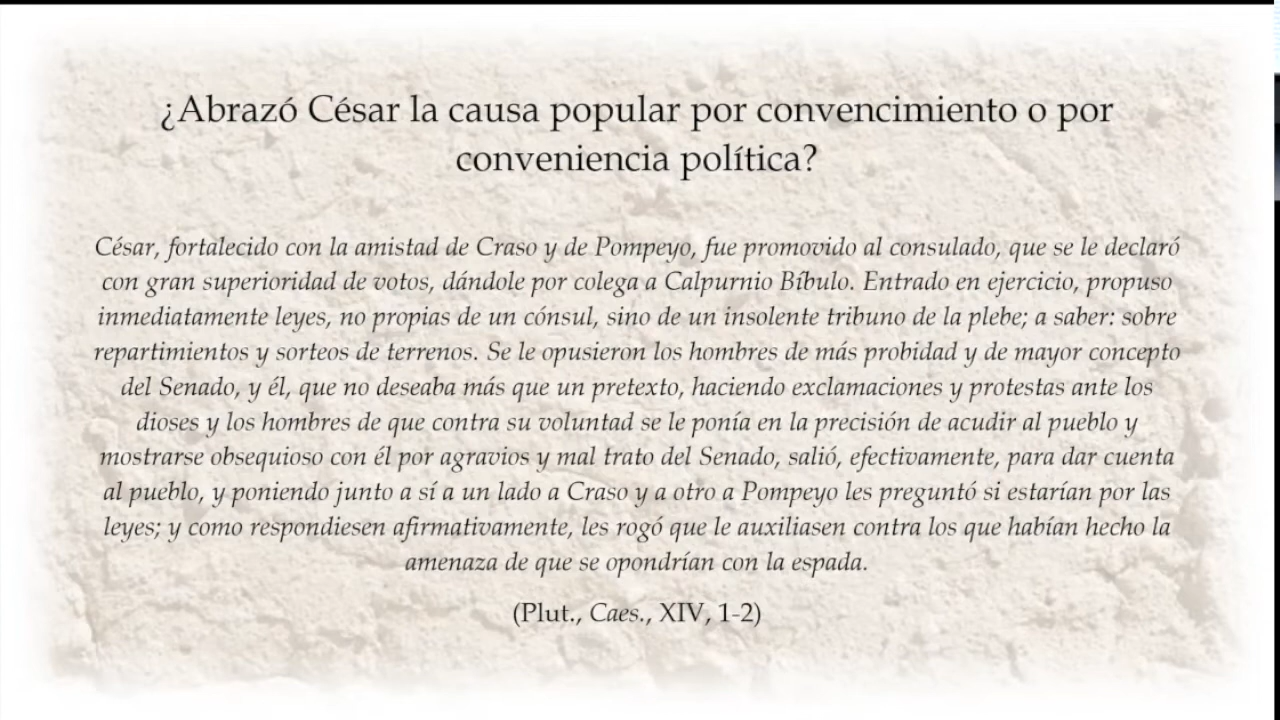 ¿Abrazó César la causa popular por convencimiento o por
conveniencia política?
César, fortalecido con la amistad de Craso y de Pompeyo, fue promovido al consulado, que se le declaró
con gran superioridad de votos, dándole por colega a Calpurnio Bíbulo. Entrado en ejercicio, propuso
inmediatamente leyes, no propias de un cónsul, sino de un insolente tribuno de la plebe; a saber: sobre
repartimientos y sorteos de terrenos. Se le opusieron los hombres de más probidad y de mayor concepto
del Senado, y él, que no deseaba más que un pretexto, haciendo exclamaciones y protestas ante los
dioses y los hombres de que contra su voluntad se le ponía en la precisión de acudir al pueblo y
mostrarse obsequioso con él por agravios y mal trato del Senado, salió, efectivamente, para dar cuenta
al pueblo, y poniendo junto a sí a un lado a Craso y a otro a Pompeyo les preguntó si estarían por las
leyes; y como respondiesen afirmativamente, les rogó que le auxiliasen contra los que habían hecho la
amenaza de que se opondrían con la espada.
(Plut., Caes., XIV, 1-2)